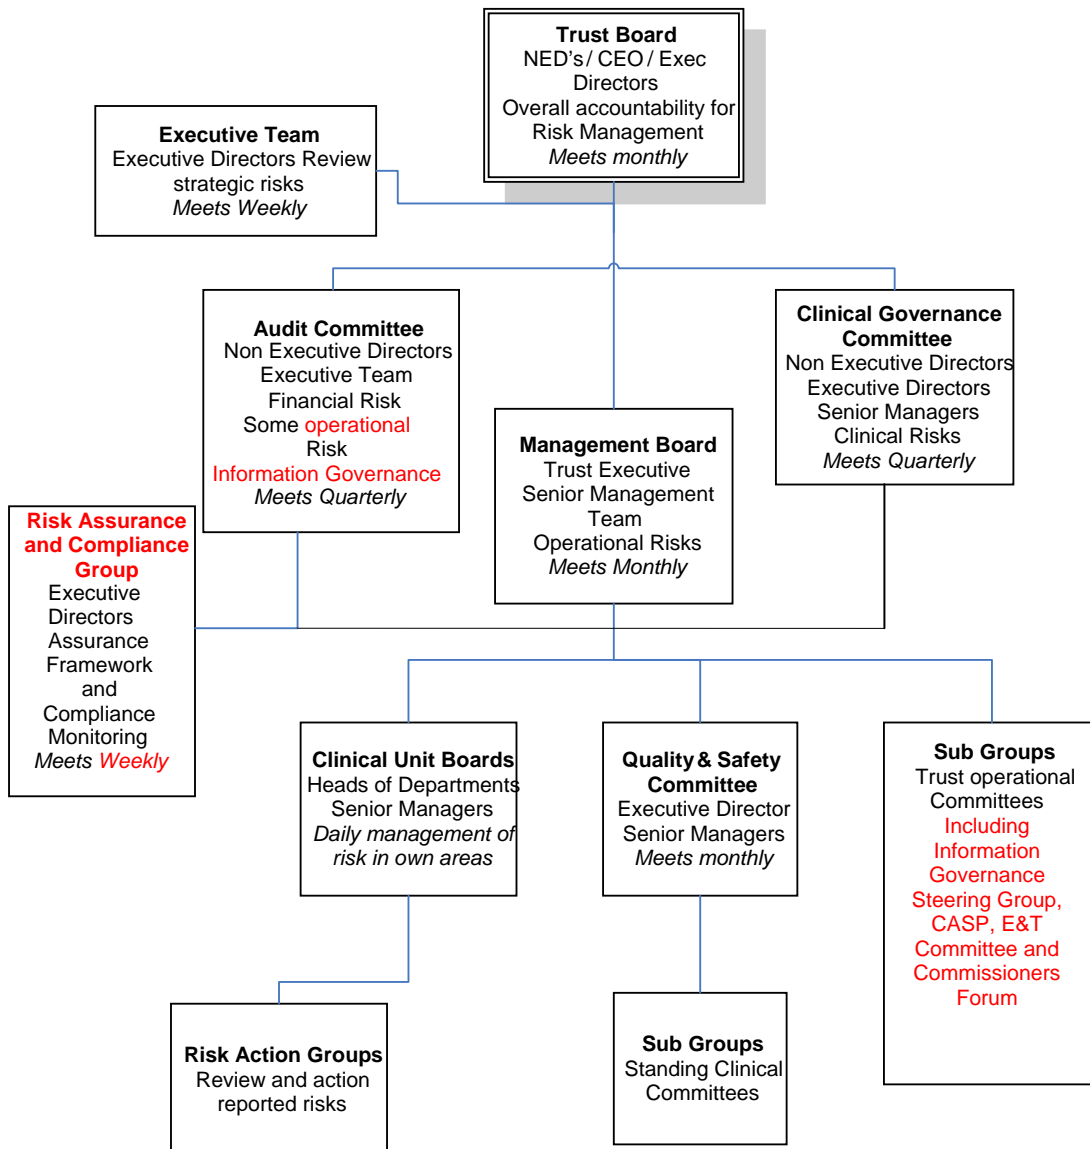 Trust Board
NED's / CEO / Exec
Directors
Overall accountability for
Risk Management
Meets monthly
Executive Team
Executive Directors Review
strategic risks
Meets Weekly
Audit Committee
Non Executive Directors
Executive Team
Financial Risk
Some operational
Risk
Information Governance
Meets Quarterly
Clinical Governance
Committee
Non Executive Directors
Executive Directors
Senior Managers
Clinical Risks
Meets Quarterly
Management Board
Trust Executive
Senior Management
Team
Operational Risks
Meets Monthly
Risk Assurance
and Compliance
Group
Executive
Directors
Assurance
Framework
and
Compliance
Monitoring
Meets Weekly
Clinical Unit Boards
Heads of Departments
Senior Managers
Daily management of
risk in own areas
Quality & Safety
Committee
Executive Director
Senior Managers
Meets monthly
Sub Groups
Trust operational
Committees
Including
Information
Governance
Steering Group,
CASP, E&T
Committee and
Commissioners
Forum
Risk Action Groups
Review and action
reported risks
Sub Groups
Standing Clinical
Committees